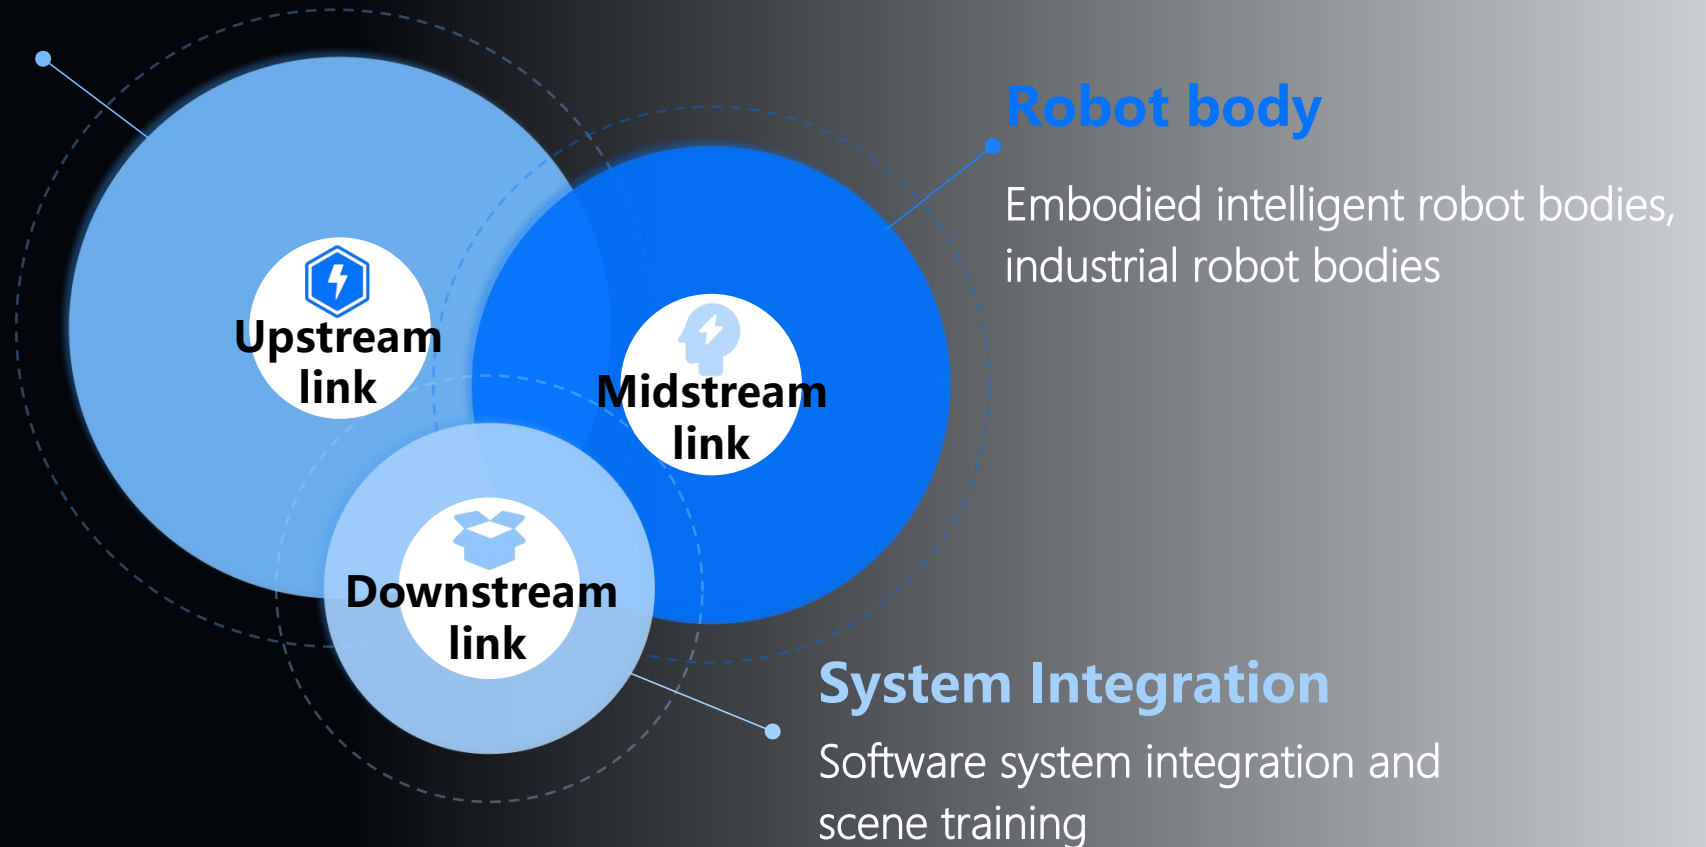 Robot body
Embodied intelligent robot bodies,
industrial robot bodies
Upstream
link
Midstream
link
Downstream
link
System Integration
Software system integration and
scene training